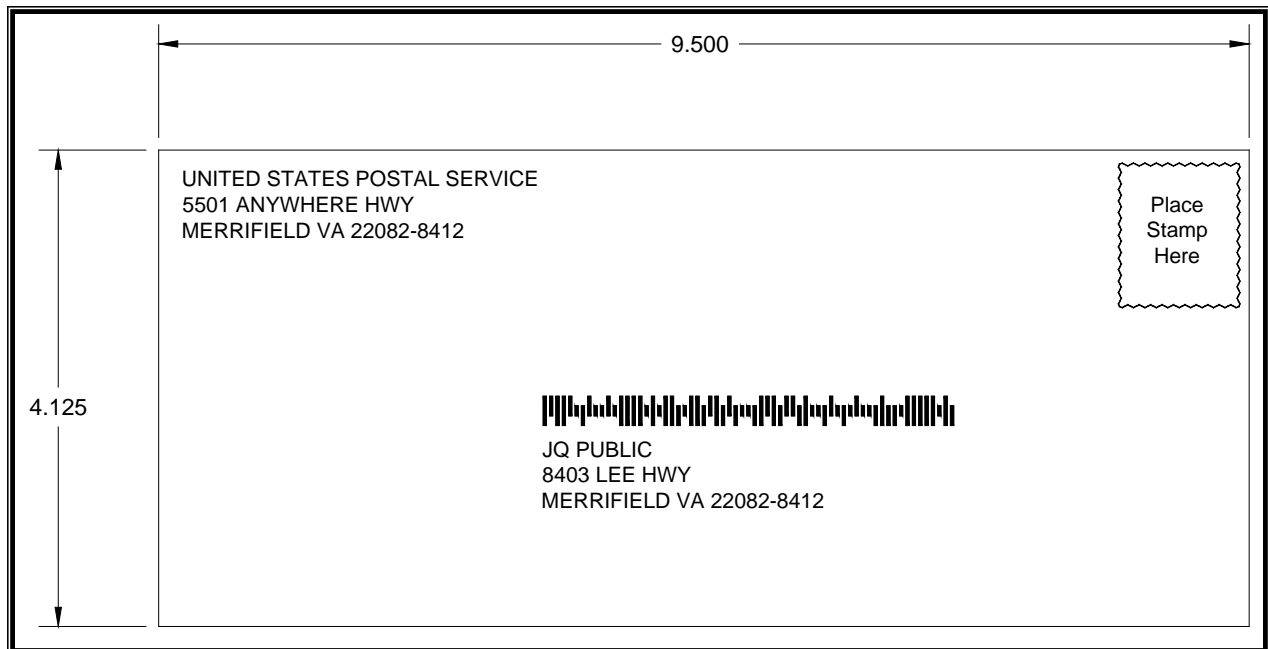 9.500
UNITED STATES POSTAL SERVICE
5501 ANYWHERE HWY
MERRIFIELD VA 22082-8412
Place
Stamp
Here
4.125
JQ PUBLIC
8403 LEE HWY
MERRIFIELD VA 22082-8412